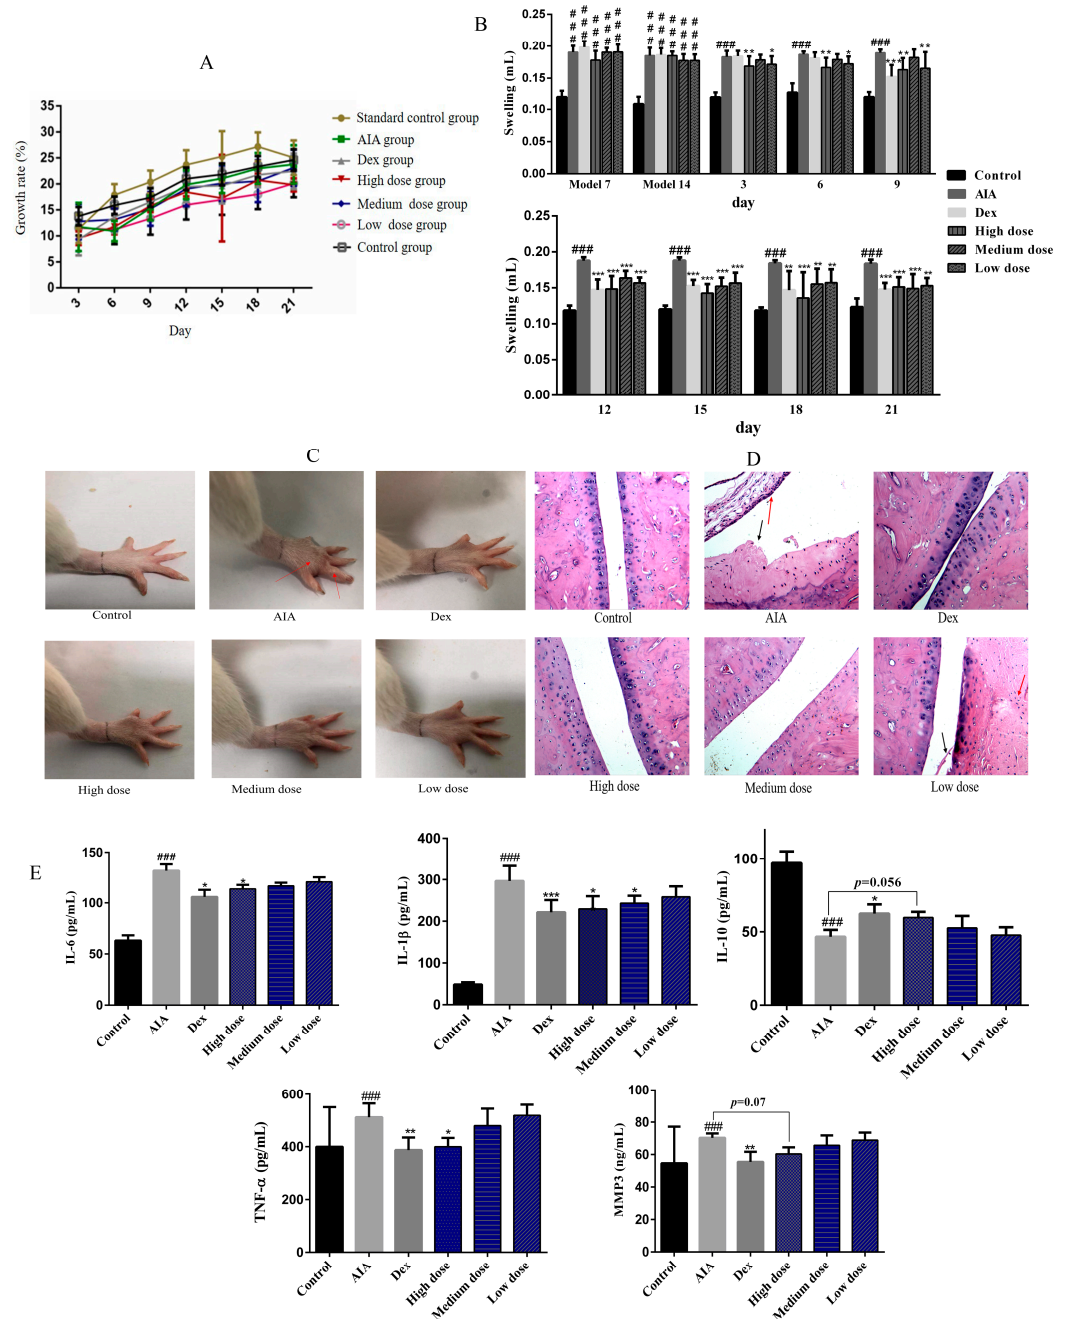 A
Growth rate (%)
35
30
25
20
15
10
5
0
3
6
9
12
15
18
21
Day
Standard control group
AIA group
Dex group
High dose group
Medium dose group
Low dose group
Control group
B
Swelling (mL)
0.25
0.20
0.15
0.10
0.05
0.00
# # # # # # # # # # # # # # #
# # # # # # # # # # # # # # #
### ** *
### ** *
### *** ** **
Model 7
Model 14
3
6
9
day
Control
AIA
Dex
High dose
Medium dose
Low dose
Swelling (mL)
0.25
0.20
0.15
0.10
0.05
0.00
### *** *** *** ***
### *** *** *** ***
### ** *** ** **
### *** *** *** **
12
15
18
21
day
C
Control
AIA
Dex
High dose
Medium dose
Low dose
D
Control
AIA
Dex
High dose
Medium dose
Low dose
E
IL-6 (pg/mL)
150
100
50
0
###
*
*
Control
AIA
Dex
High dose
Medium dose
Low dose
IL-1β (pg/mL)
400
300
200
100
0
###
***
*
*
Control
AIA
Dex
High dose
Medium dose
Low dose
IL-10 (pg/mL)
100
50
0
p=0.056
###
*
Control
AIA
Dex
High dose
Medium dose
Low dose
TNF-α (pg/mL)
600
400
200
0
###
**
*
Control
AIA
Dex
High dose
Medium dose
Low dose
MMP3 (ng/mL)
100
80
60
40
20
0
p=0.07
###
**
Control
AIA
Dex
High dose
Medium dose
Low dose